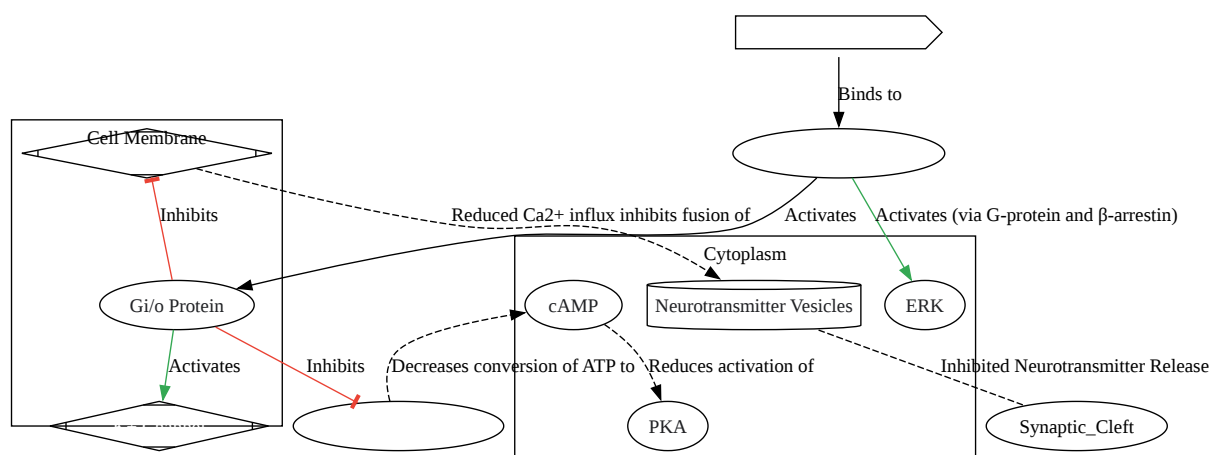 Binds to
Cell Membrane
Inhibits
Reduced Ca2+ influx inhibits fusion of
Activates
Activates (via G-protein and β-arrestin)
Cytoplasm
Gi/o Protein
cAMP
Neurotransmitter Vesicles
ERK
Activates
Inhibits
Decreases conversion of ATP to
Reduces activation of
Inhibited Neurotransmitter Release
PKA
Synaptic_Cleft